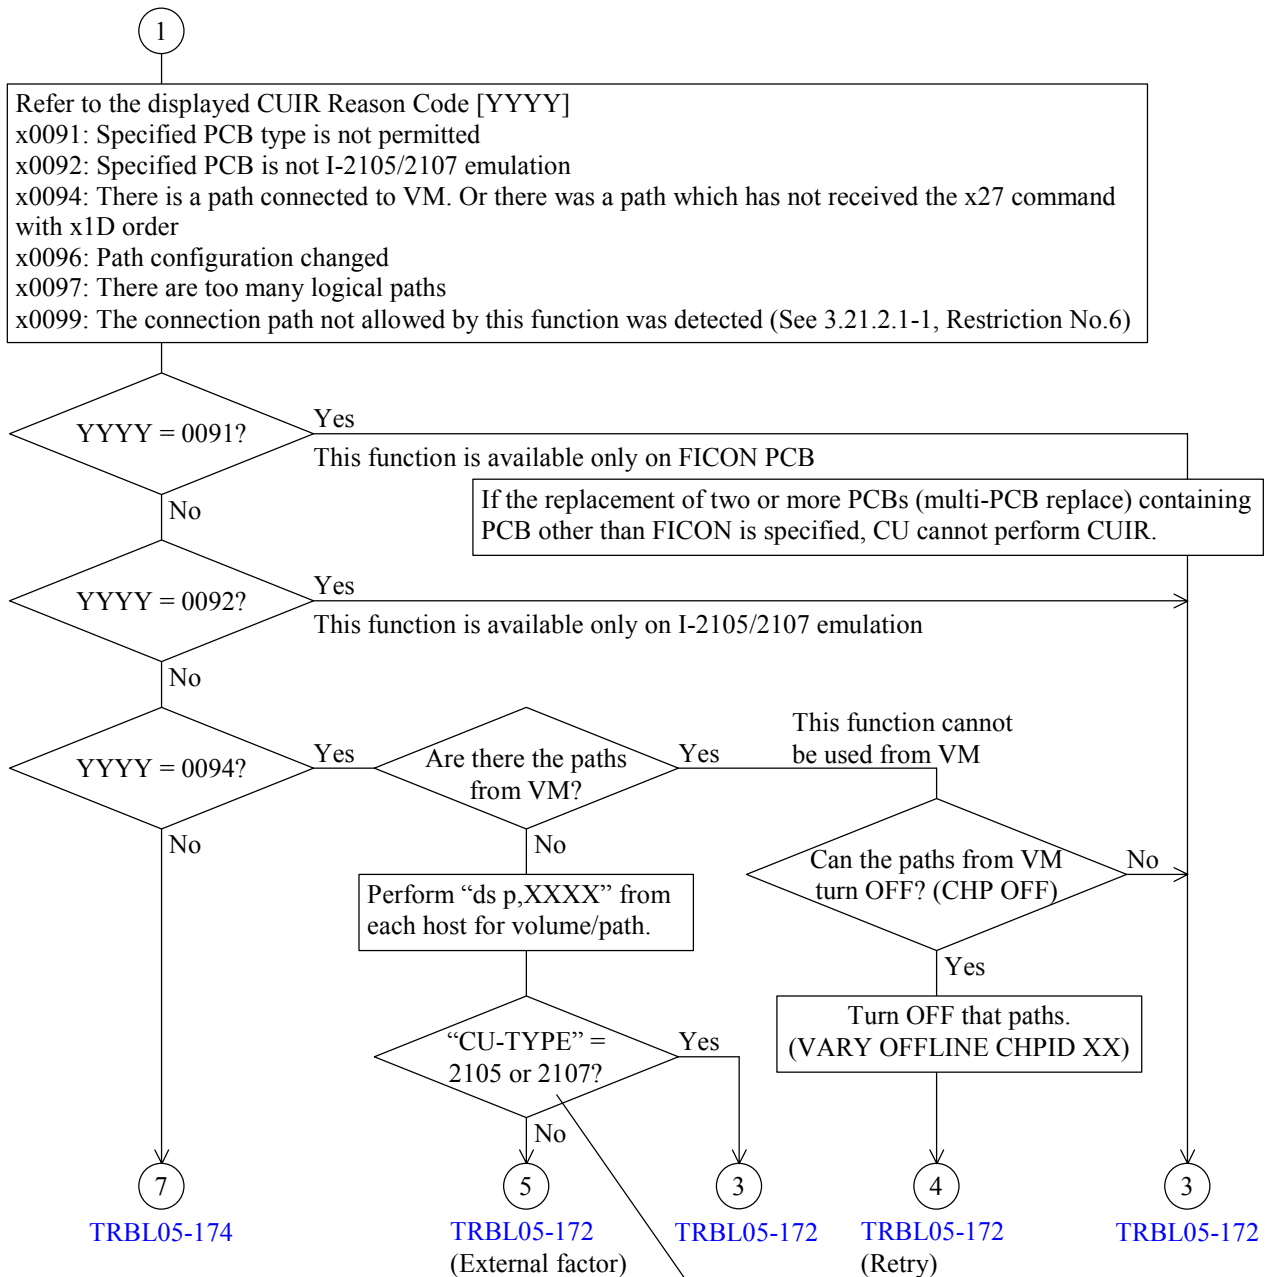 1
Refer to the displayed CUIR Reason Code [YYYY]
x0091: Specified PCB type is not permitted
x0092: Specified PCB is not I-2105/2107 emulation
x0094: There is a path connected to VM. Or there was a path which has not received the x27 command
with x1D order
x0096: Path configuration changed
x0097: There are too many logical paths
x0099: The connection path not allowed by this function was detected (See 3.21.2.1-1, Restriction No.6)
YYYY = 0091?
Yes
This function is available only on FICON PCB
No
If the replacement of two or more PCBs (multi-PCB replace) containing
PCB other than FICON is specified, CU cannot perform CUIR.
YYYY = 0092?
Yes
This function is available only on I-2105/2107 emulation
No
YYYY = 0094?
Yes
No
Are there the paths
from VM?
Yes
No
This function cannot
be used from VM
Can the paths from VM
turn OFF? (CHP OFF)
No
Yes
Perform “ds p,XXXX” from
each host for volume/path.
Turn OFF that paths.
(VARY OFFLINE CHPID XX)
“CU-TYPE” =
2105 or 2107?
Yes
No
7
TRBL05-174
5
TRBL05-172
(External factor)
3
TRBL05-172
4
TRBL05-172
(Retry)
3
TRBL05-172